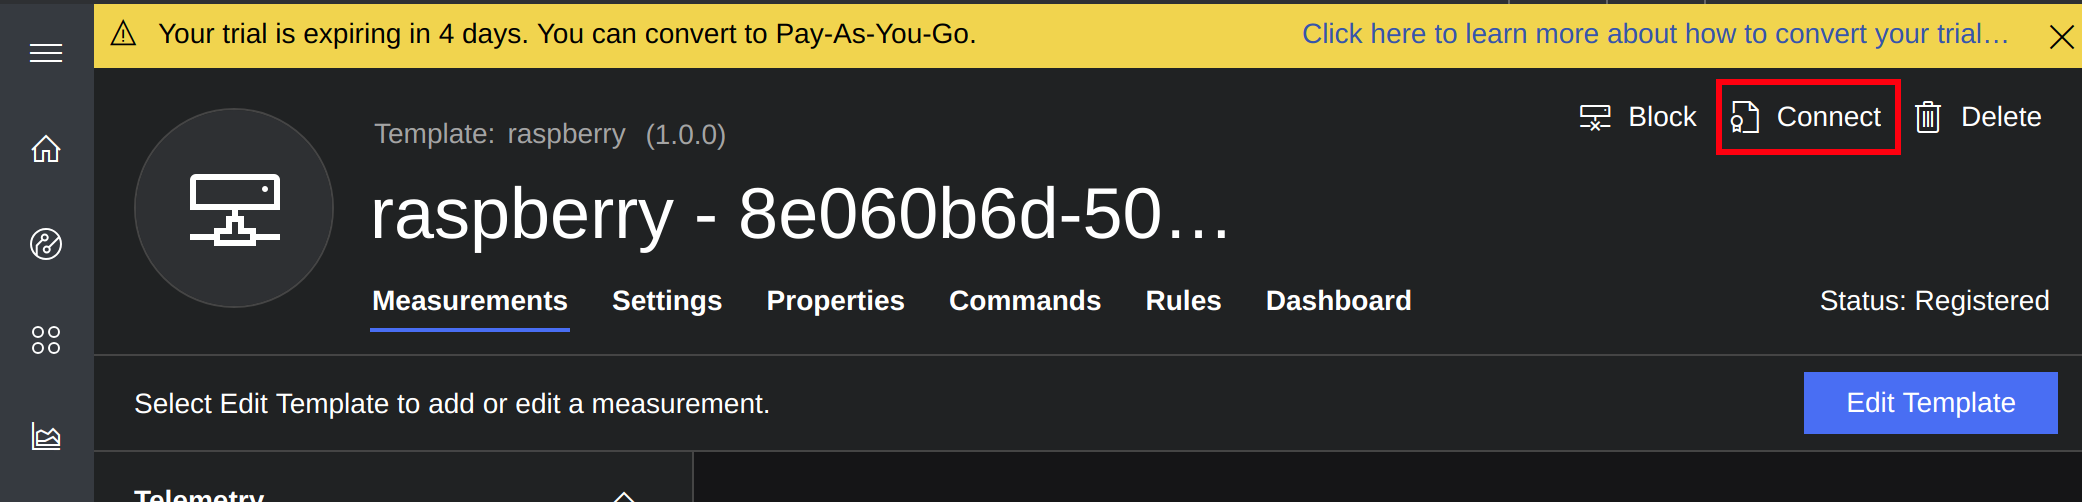 Your trial is expiring in 4 days. You can convert to Pay-As-You-Go. Click here to learn more about how to convert your trial...
Block Connect Delete
Template: raspberry (1.0.0)
raspberry - 8e060b6d-50...
Measurements Settings Properties Commands Rules Dashboard Status: Registered
Select Edit Template to add or edit a measurement. Edit Template
Telemetry